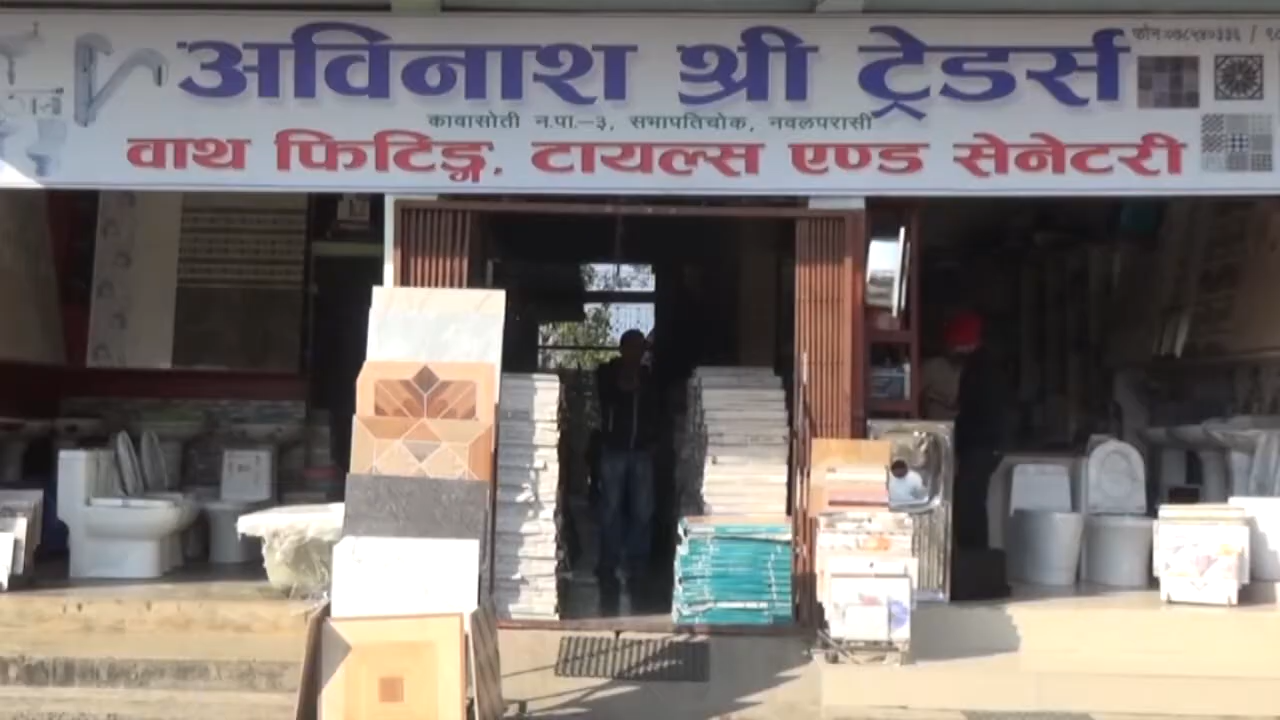 अविनाश श्री ट्रेडर्स
कावासोती न.पा.–३, सभापतिचोक, नवलपरासी
वाथ फिटिङ्ग, टायल्स एण्ड सेनेटरी